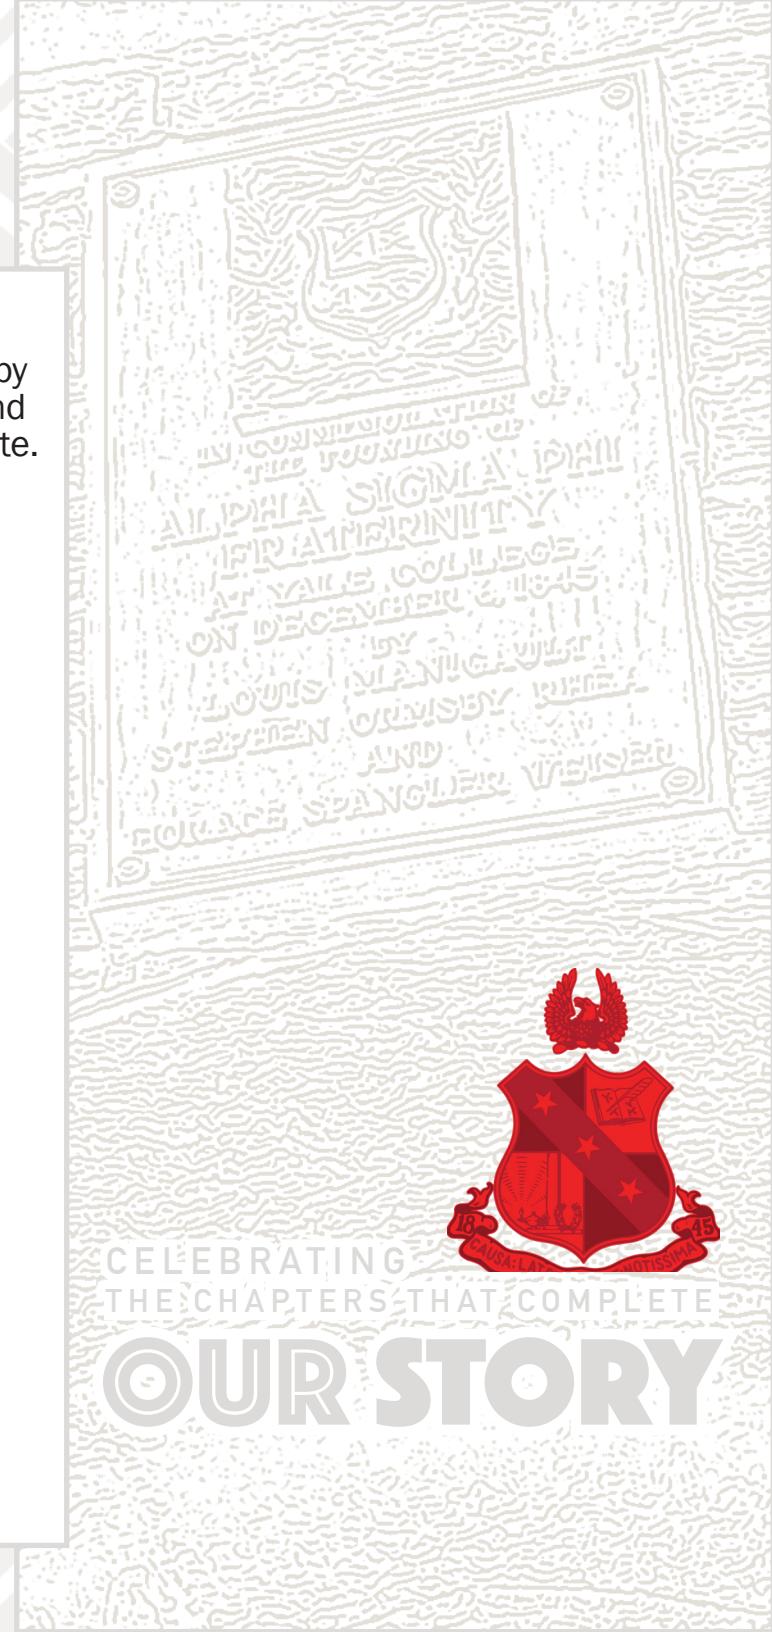 by
nd
te.
IN COMMEMORATION OF
THE FOUNDING OF
ALPHA SIGMA PHI
FRATERNITY
AT YALE COLLEGE
ON DECEMBER 6, 1845
BY
LOUIS MANIGAULT
STEPHEN ORMSBY RHEA
AND
HORACE SPANGLER WEISER
18
45
CAUSA LATET VIS EST NOTISSIMA
CELEBRATING
THE CHAPTERS THAT COMPLETE
OUR STORY